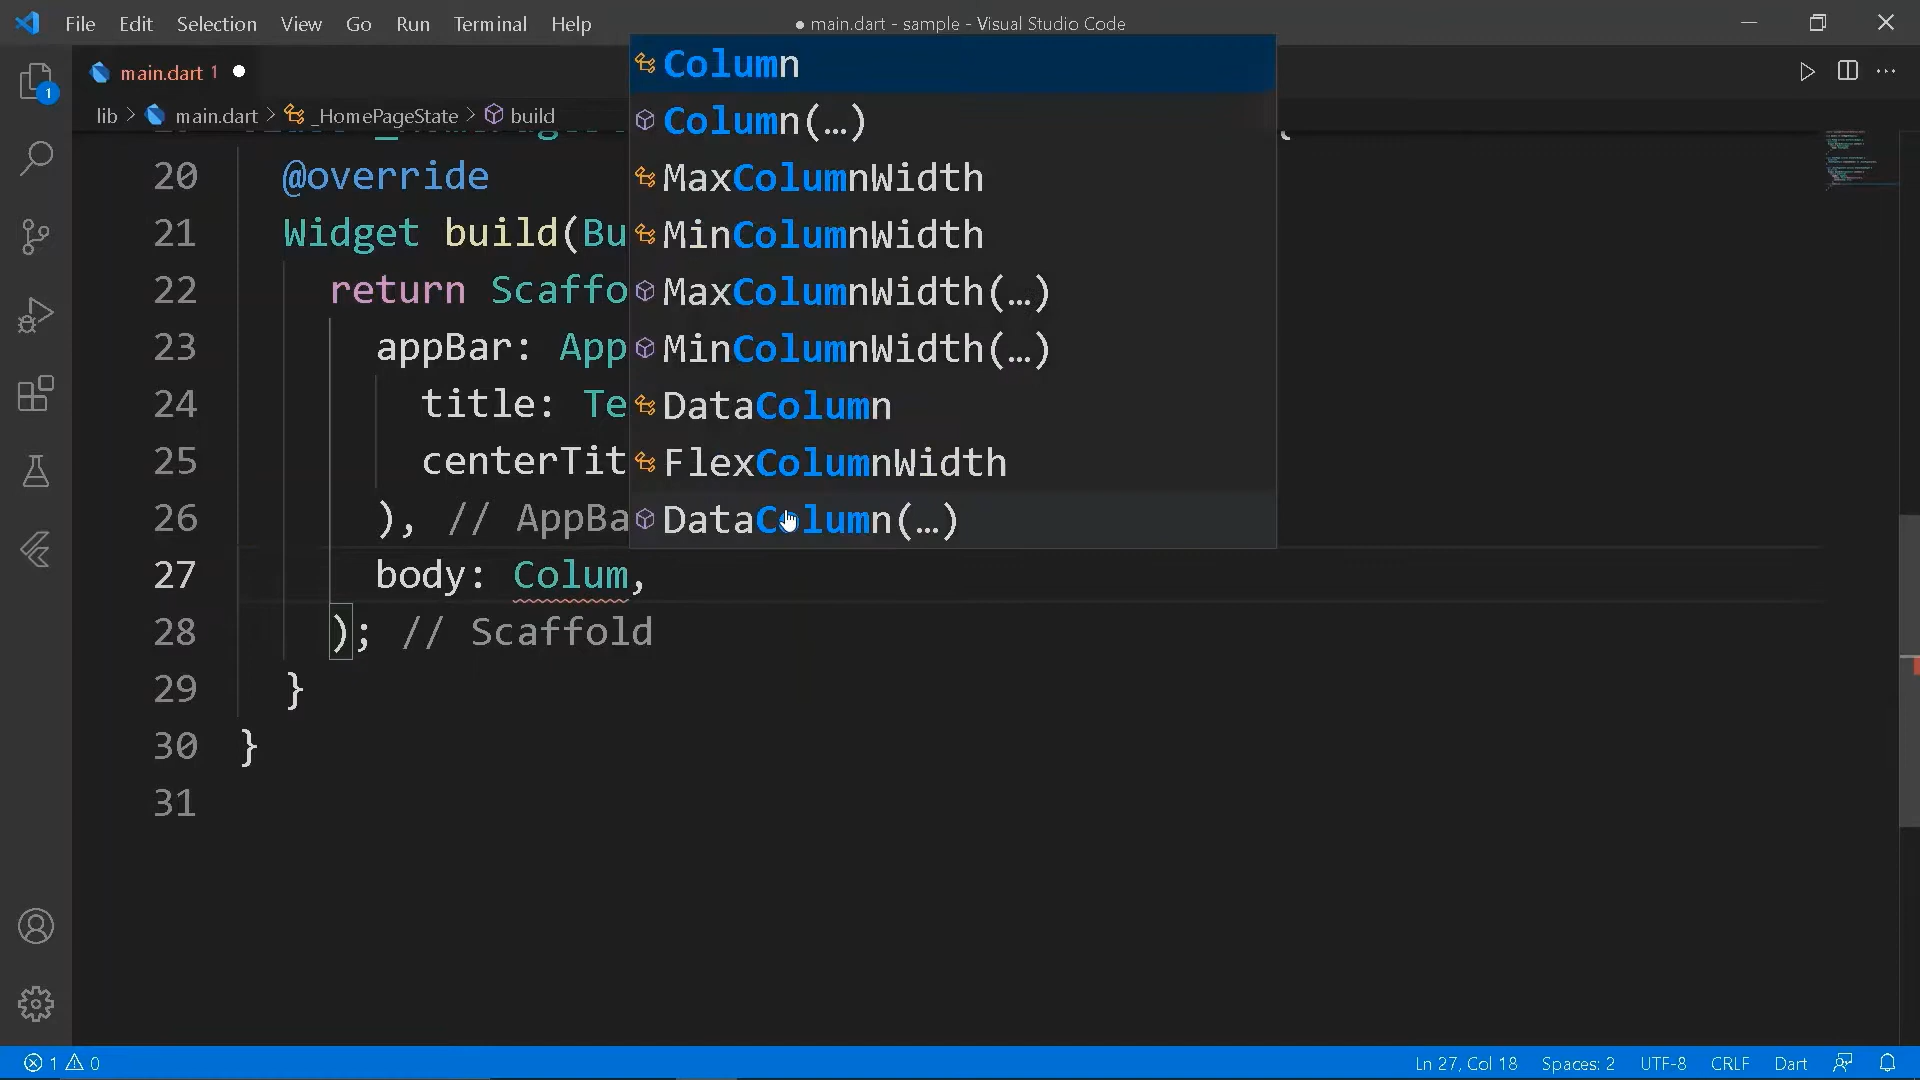 File Edit Selection View Go Run Terminal Help
● main.dart - sample - Visual Studio Code
main.dart 1
lib > main.dart > _HomePageState > build
20 @override
21 Widget build(Bu
22 return Scaffo
23 appBar: App
24 title: Te
25 centerTit
26 ), // AppBa
27 body: Colum,
28 ); // Scaffold
29 }
30 }
31
Column
Column(…)
MaxColumnWidth
MinColumnWidth
MaxColumnWidth(…)
MinColumnWidth(…)
DataColumn
FlexColumnWidth
DataColumn(…)
1
1 0
Ln 27, Col 18 Spaces: 2 UTF-8 CRLF Dart